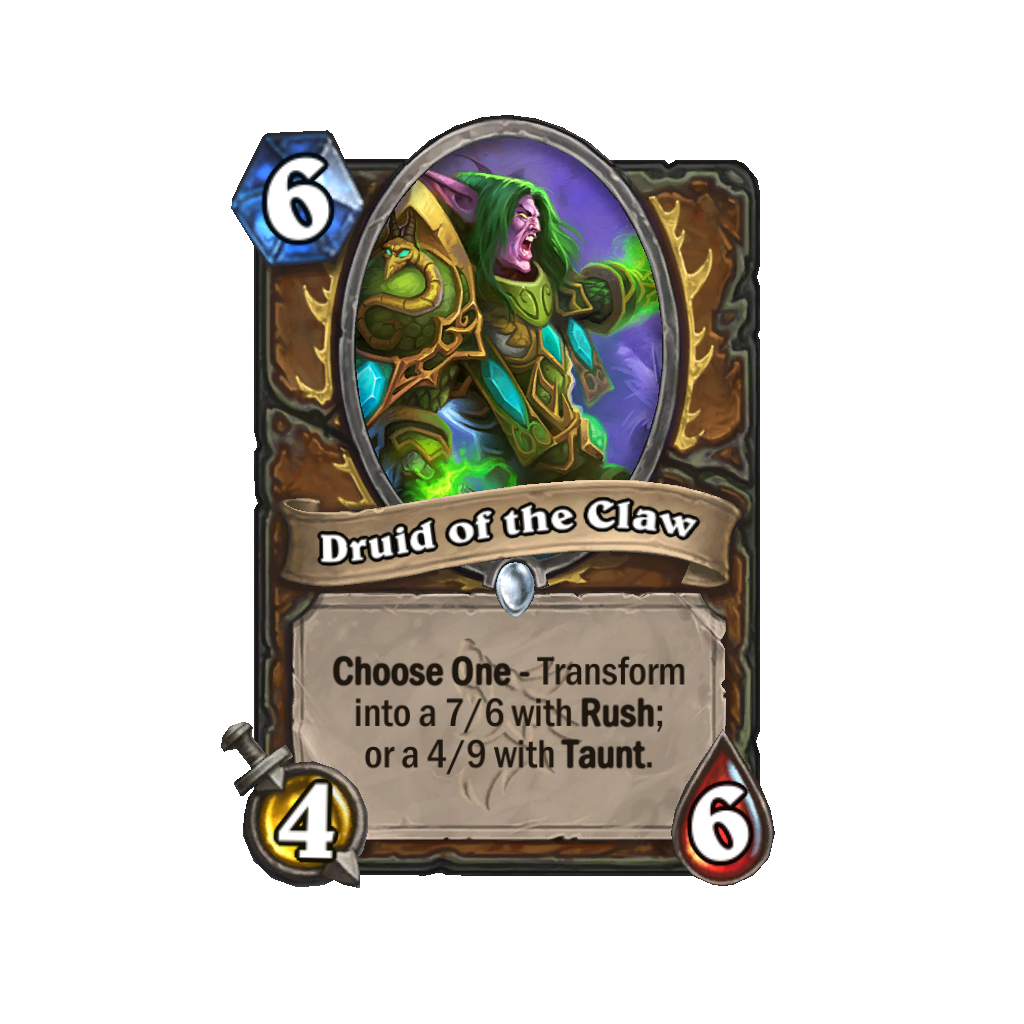 6
Druid of the Claw
Choose One - Transform
into a 7/6 with Rush;
or a 4/9 with Taunt.
4
6